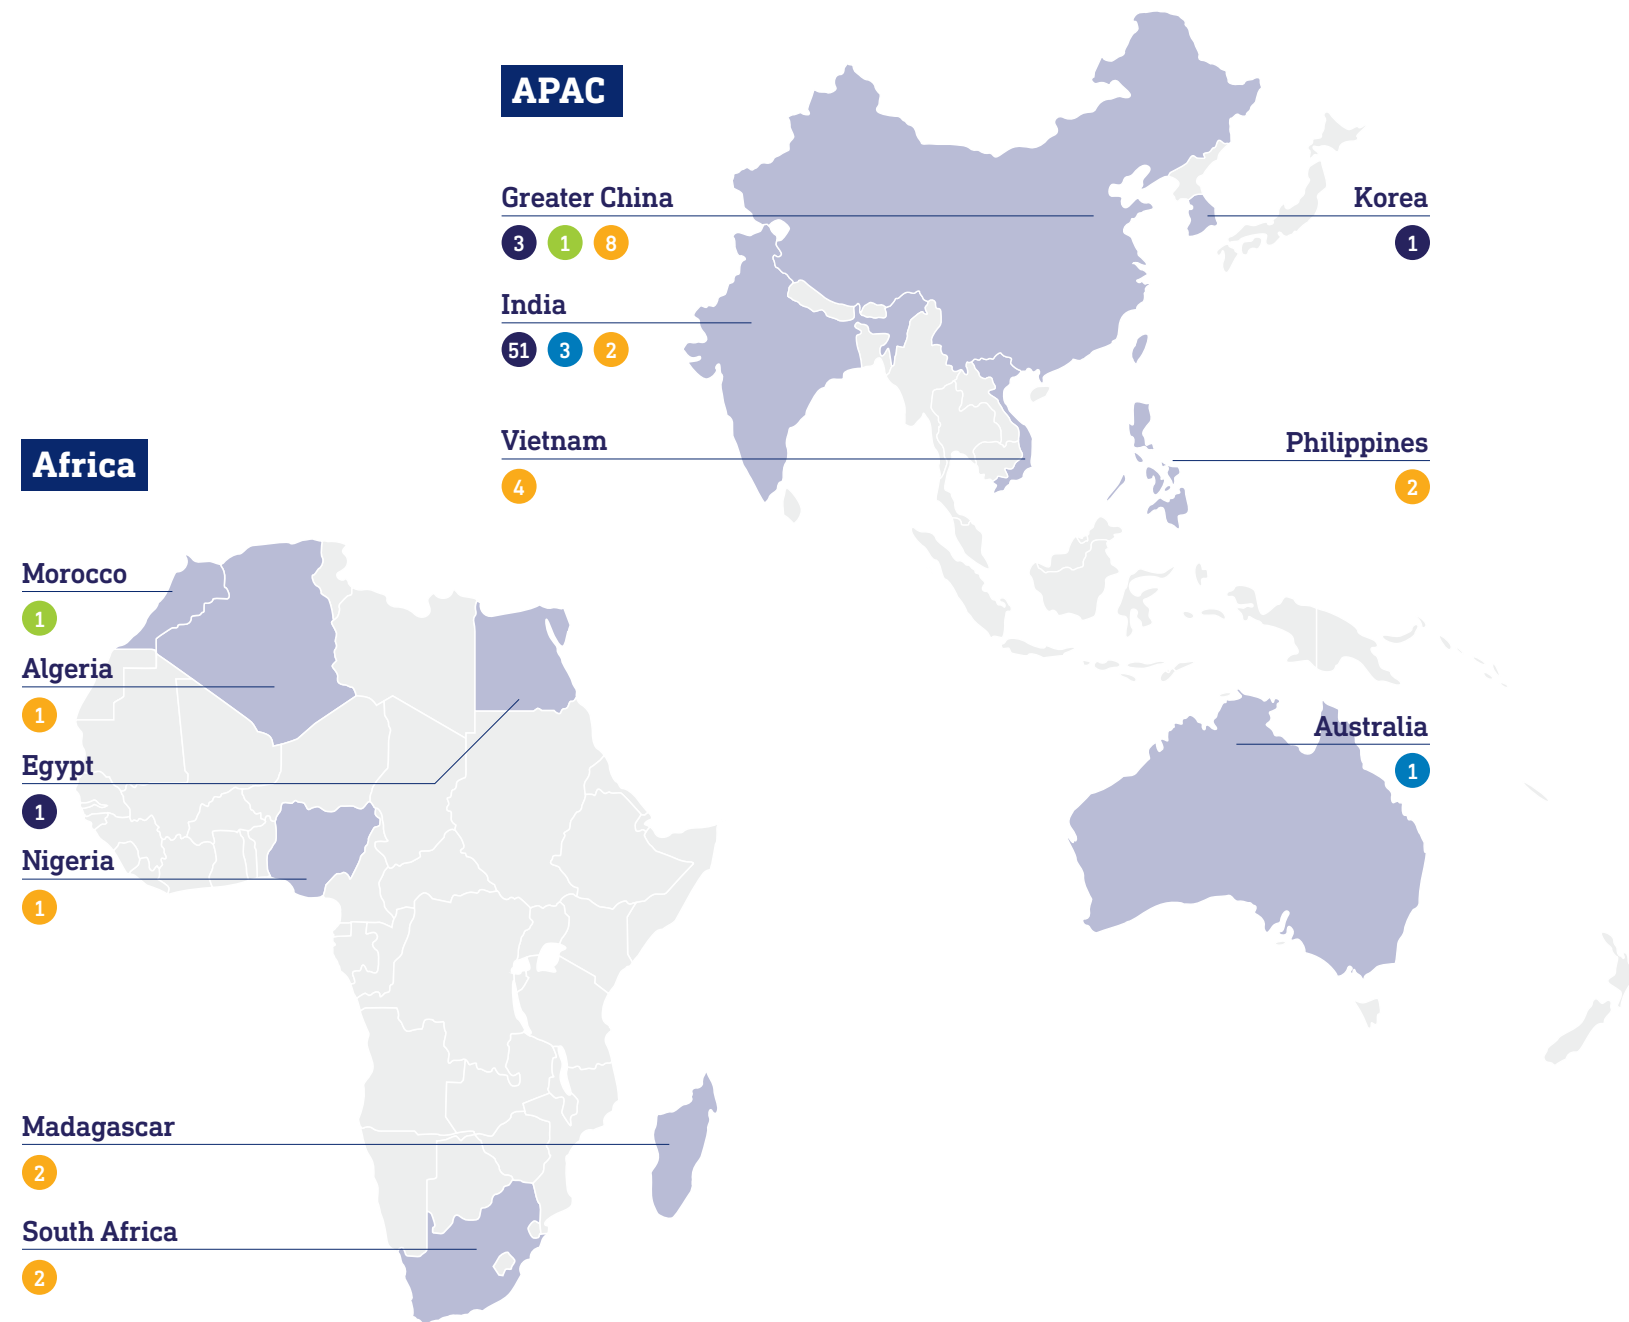 APAC
Greater China
3 1 8
Korea
1
India
51 3 2
Vietnam
4
Philippines
2
Australia
1
Africa
Morocco
1
Algeria
1
Egypt
1
Nigeria
1
Madagascar
2
South Africa
2